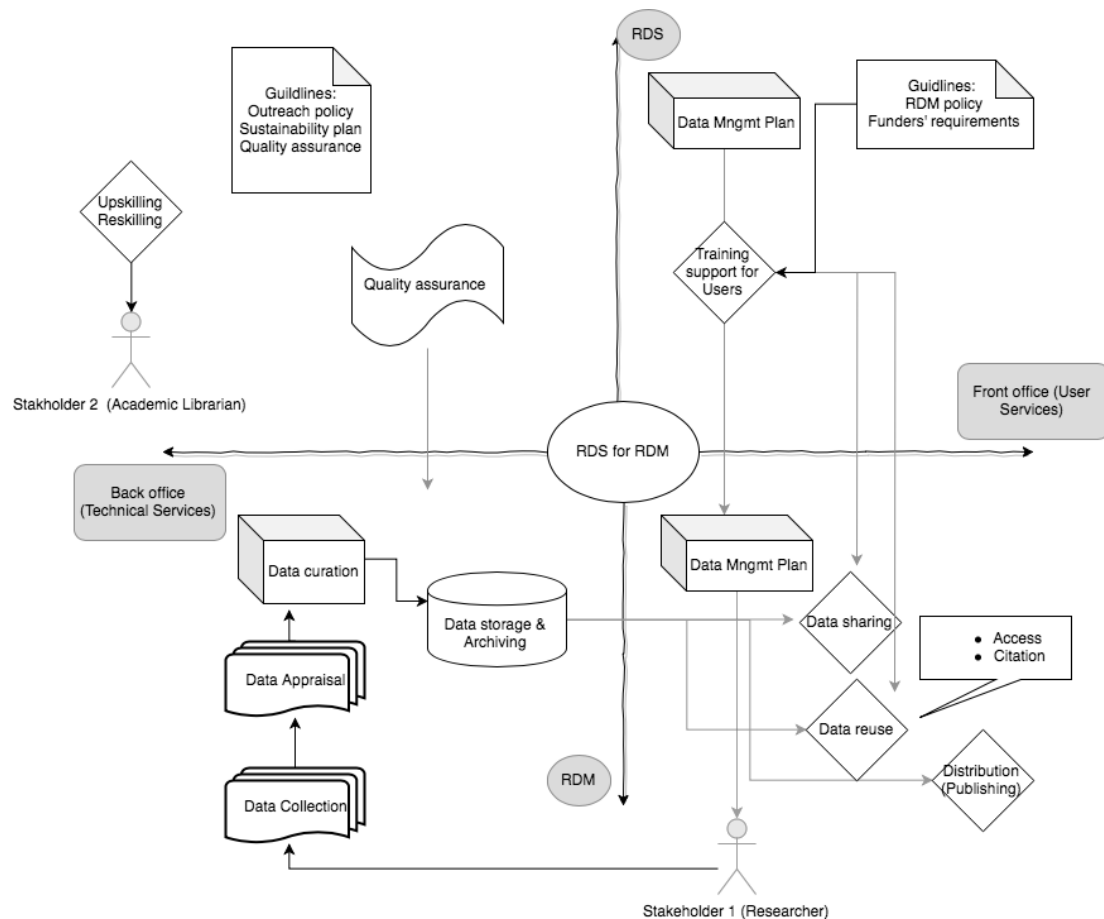 RDS
Guildlines:
Outreach policy
Sustainability plan
Quality assurance
Data Mngmt Plan
Guidlines:
RDM policy
Funders' requirements
Upskilling
Reskilling
Training
support for
Users
Quality assurance
Stakholder 2 (Academic Librarian)
Front office (User
Services)
RDS for RDM
Back office
(Technical Services)
Data curation
Data Mngmt Plan
Data storage &
Archiving
Data sharing
Access
Citation
Data Appraisal
Data reuse
RDM
Distribution
(Publishing)
Data Collection
Stakeholder 1 (Researcher)